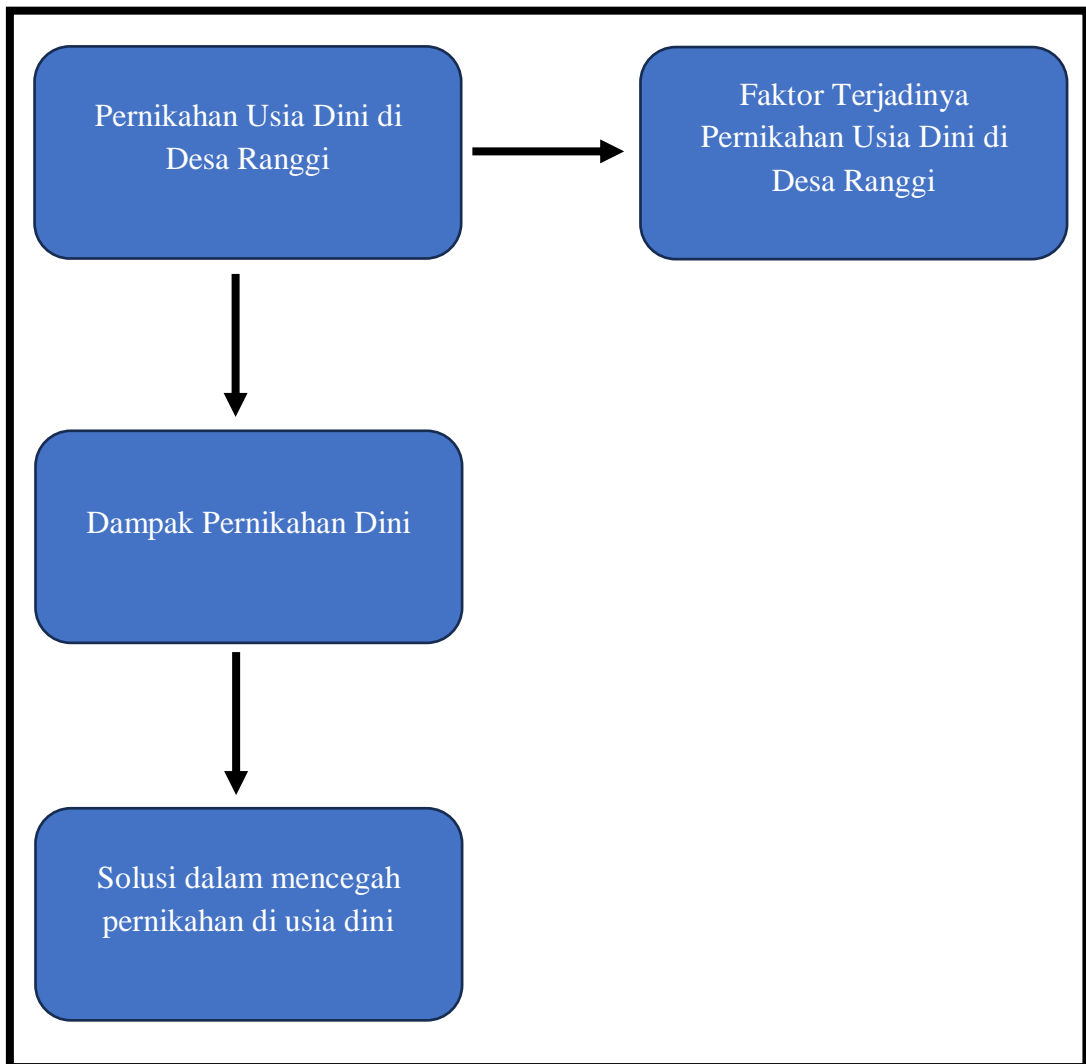 Pernikahan Usia Dini di
Desa Ranggi
Faktor Terjadinya
Pernikahan Usia Dini di
Desa Ranggi
Dampak Pernikahan Dini
Solusi dalam mencegah
pernikahan di usia dini